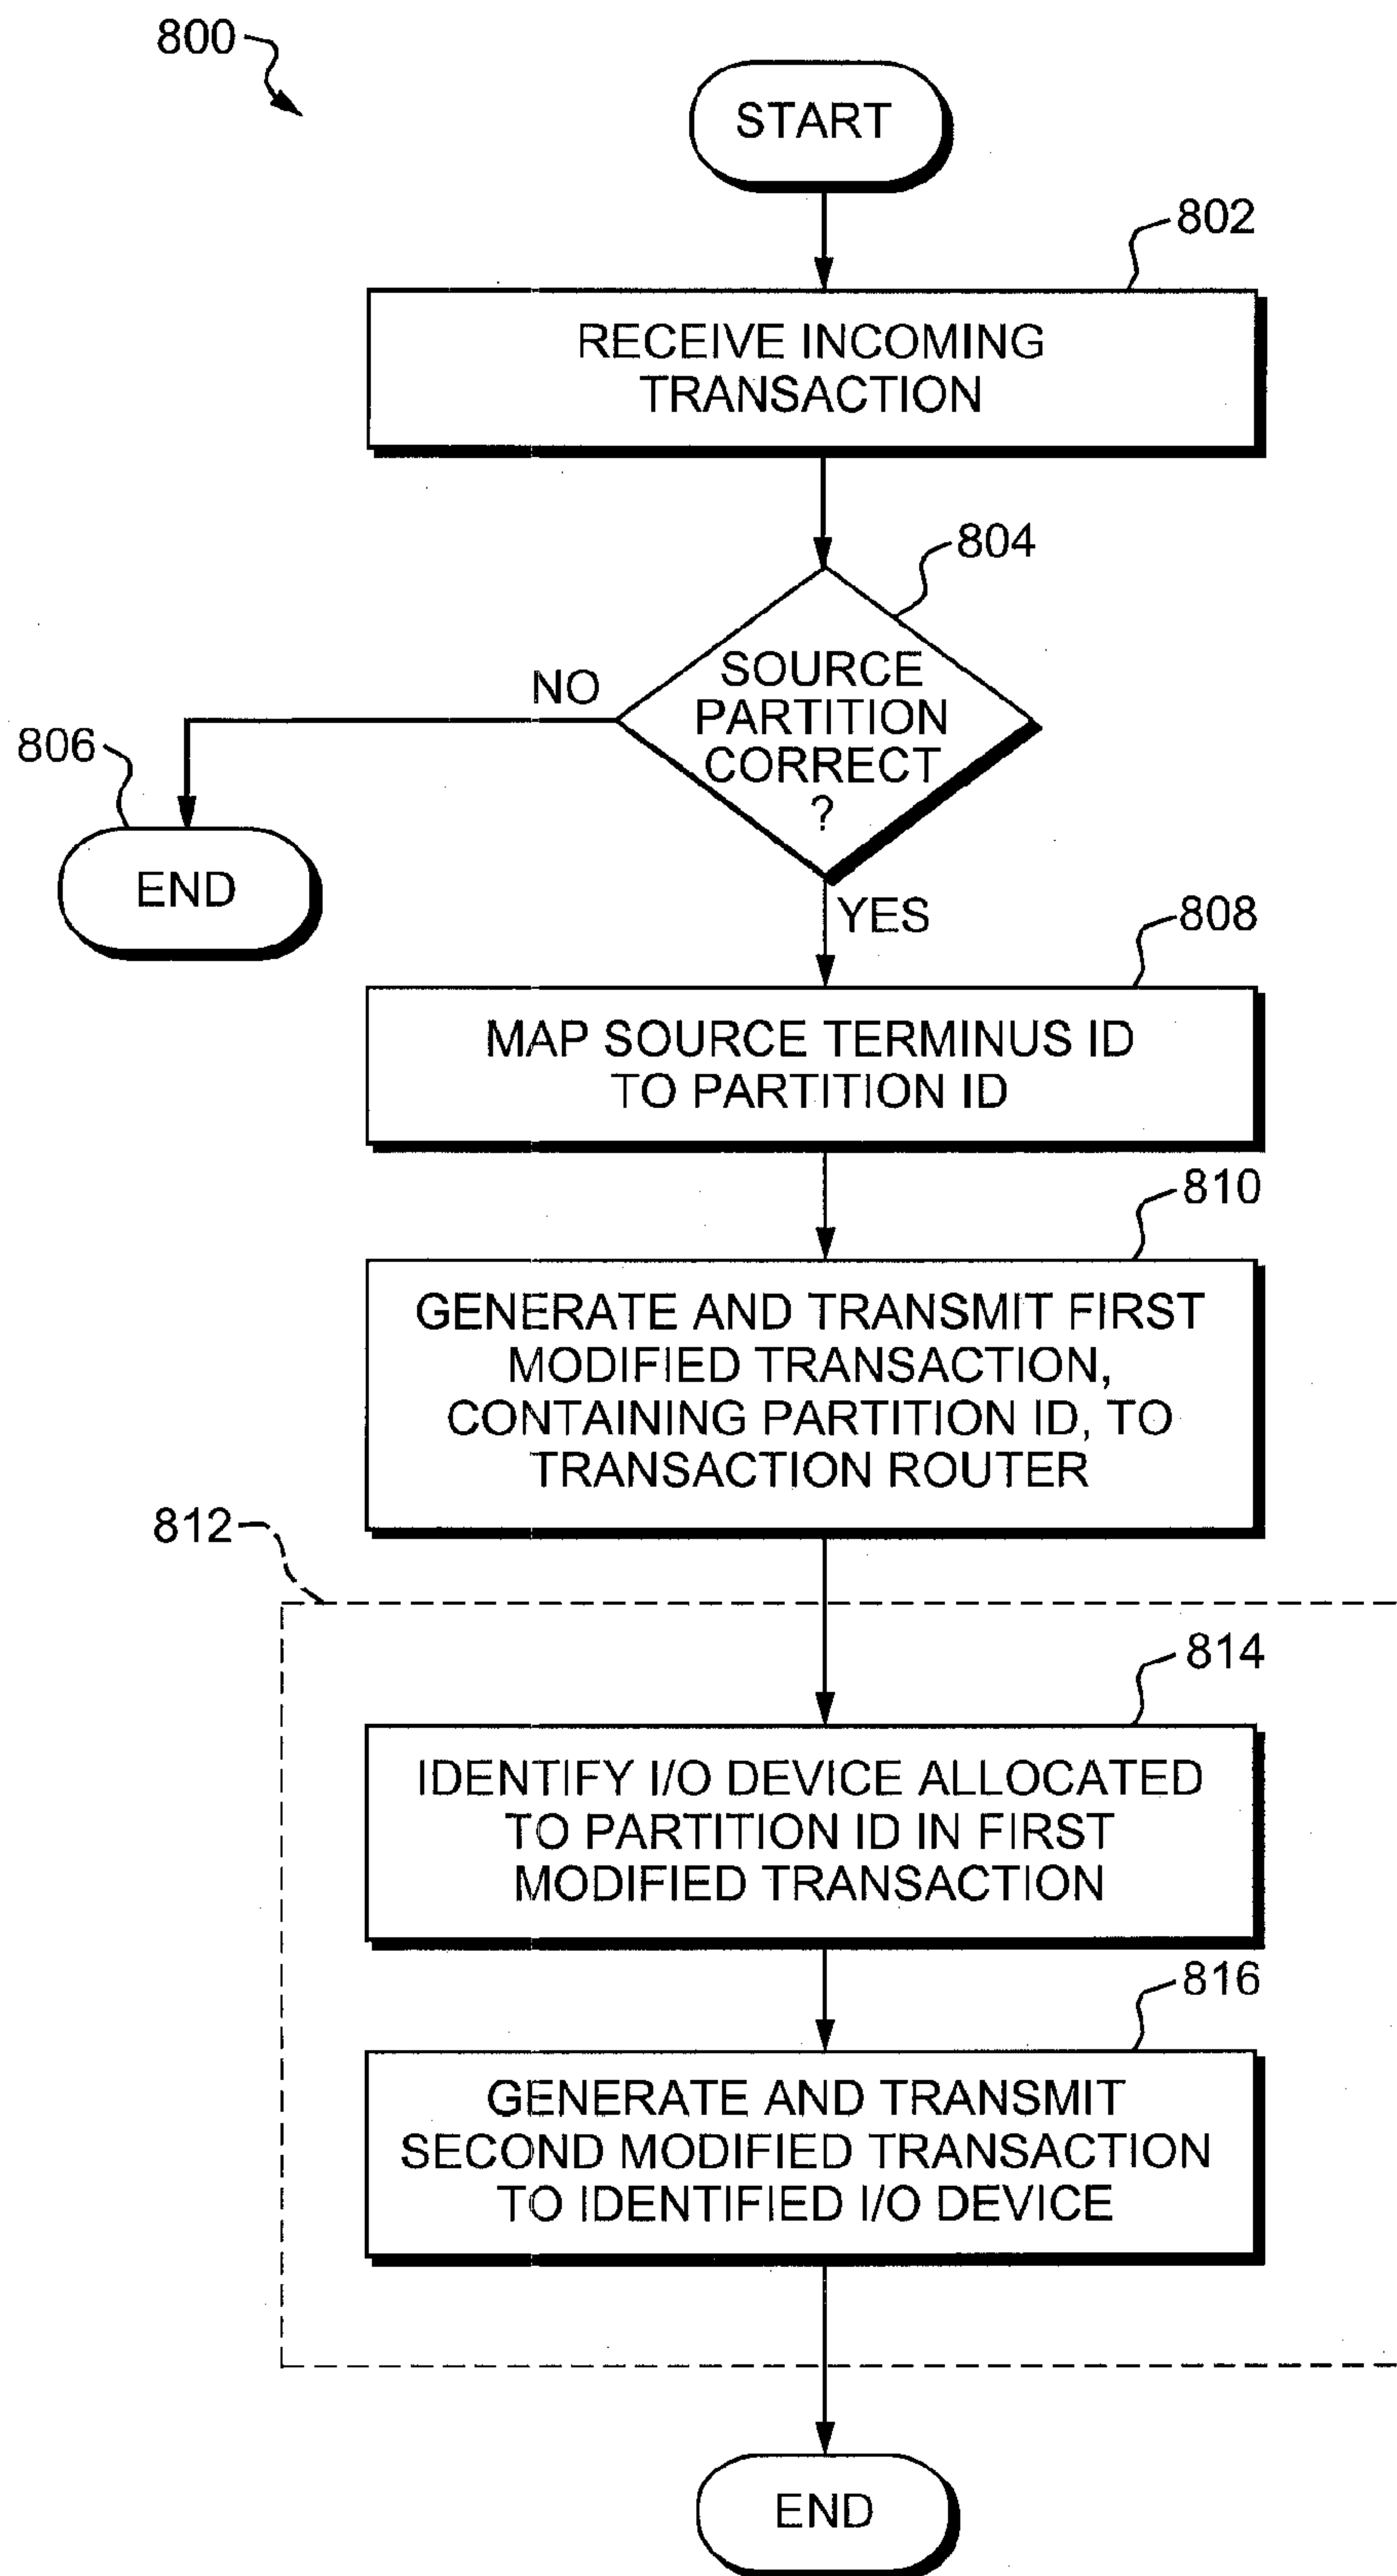 800
START
802
RECEIVE INCOMING
TRANSACTION
804
SOURCE
PARTITION
CORRECT
?
NO
806
END
YES
808
MAP SOURCE TERMINUS ID
TO PARTITION ID
810
GENERATE AND TRANSMIT FIRST
MODIFIED TRANSACTION,
CONTAINING PARTITION ID, TO
TRANSACTION ROUTER
812
814
IDENTIFY I/O DEVICE ALLOCATED
TO PARTITION ID IN FIRST
MODIFIED TRANSACTION
816
GENERATE AND TRANSMIT
SECOND MODIFIED TRANSACTION
TO IDENTIFIED I/O DEVICE
END